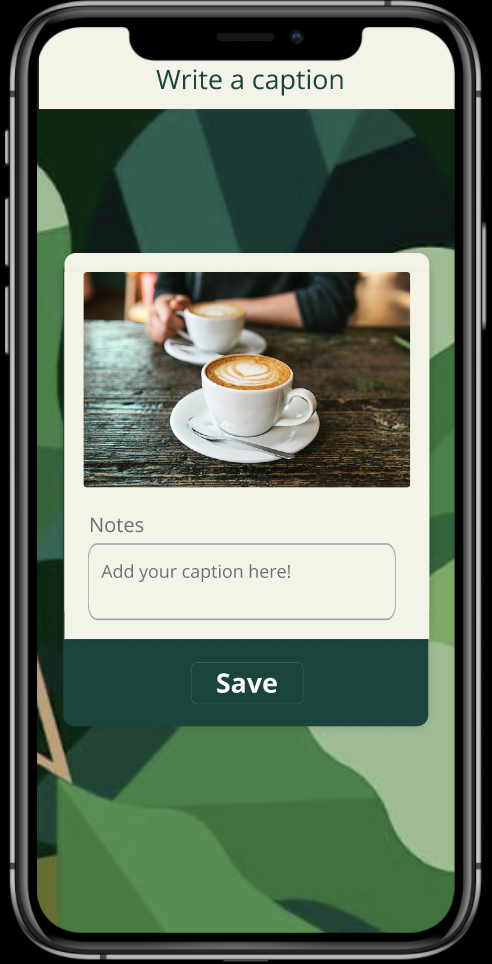 Write a caption
Notes
Add your caption here!
Save